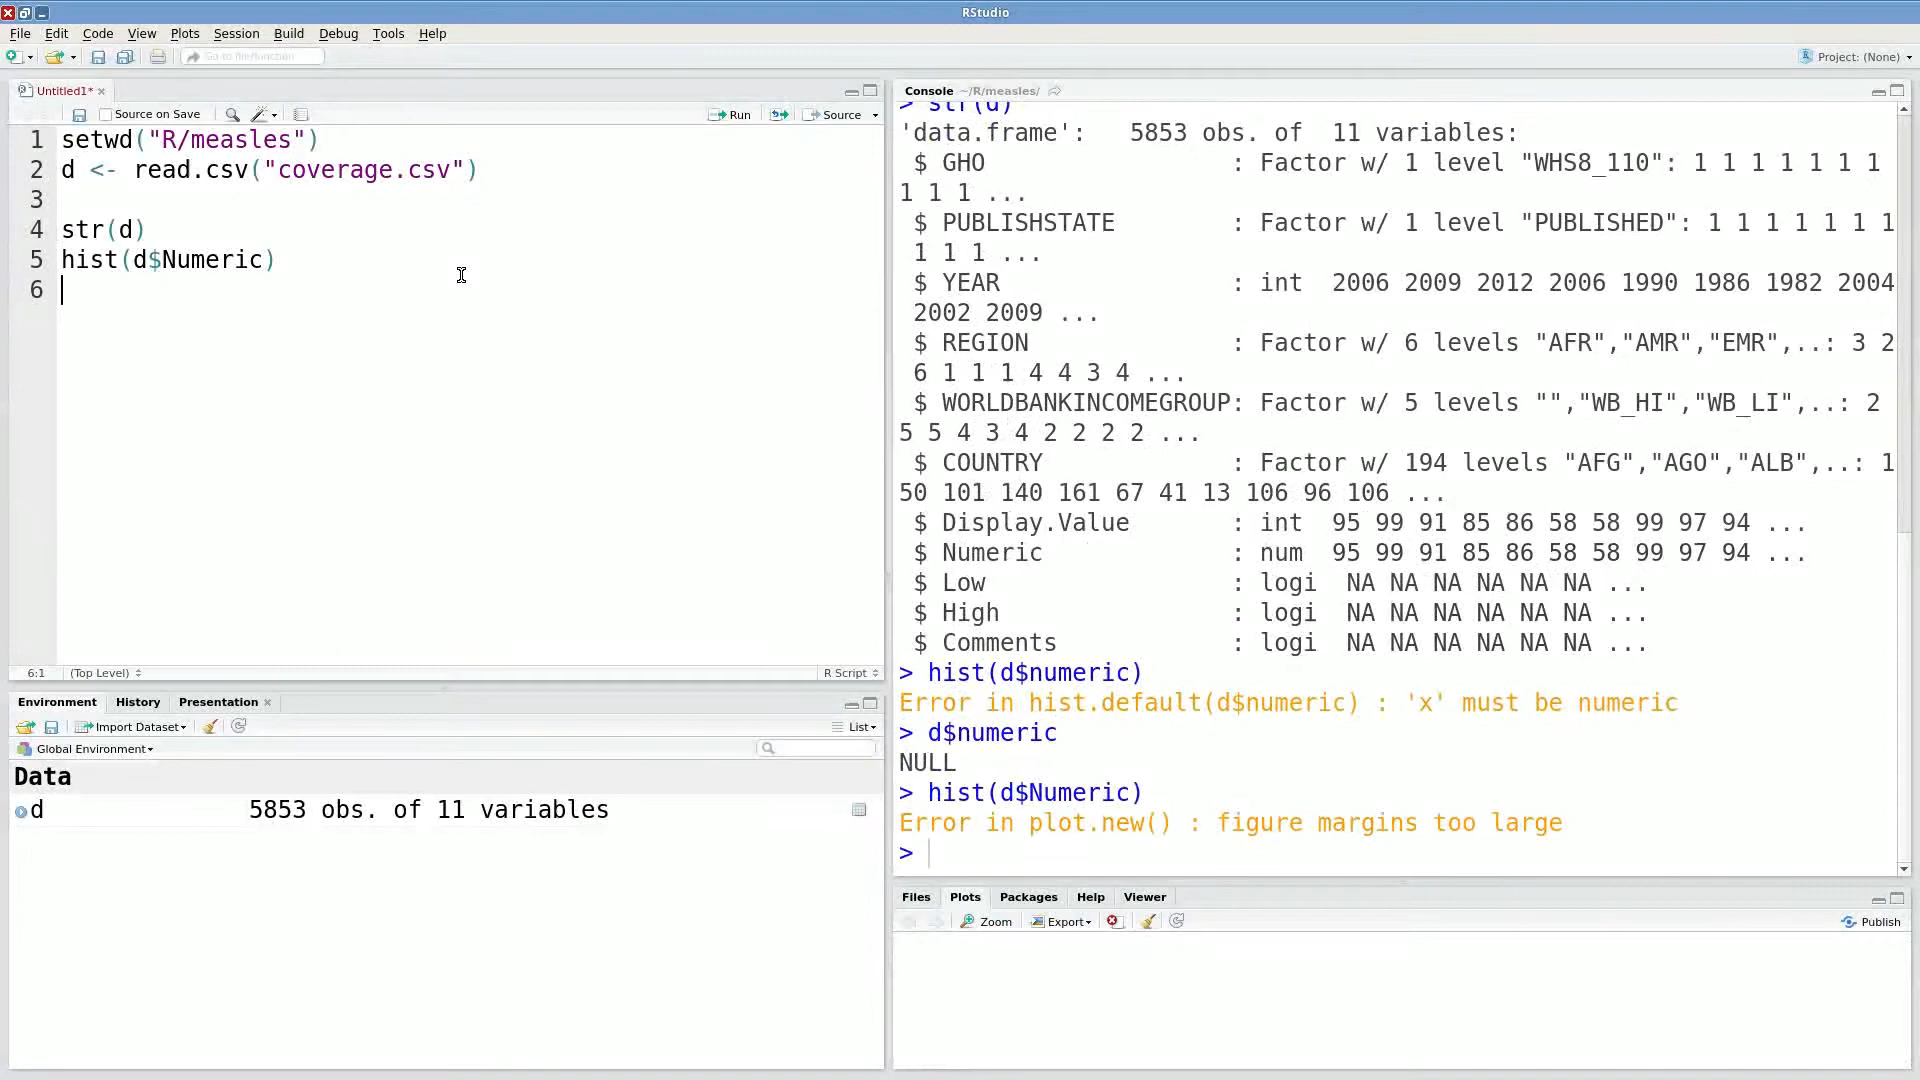 RStudio
File Edit Code View Plots Session Build Debug Tools Help
Go to file/function
Project: (None)
Untitled1*
Source on Save
Run
Source
1 setwd("R/measles")
2 d <- read.csv("coverage.csv")
3
4 str(d)
5 hist(d$Numeric)
6
6:1 (Top Level) R Script
Environment History Presentation
Import Dataset List
Global Environment
Data
d 5853 obs. of 11 variables
Console ~/R/measles/
> str(d)
'data.frame': 5853 obs. of 11 variables:
$ GHO : Factor w/ 1 level "WHS8_110": 1 1 1 1 1 1 1
1 1 1 ...
$ PUBLISHSTATE : Factor w/ 1 level "PUBLISHED": 1 1 1 1 1 1 1
1 1 1 ...
$ YEAR : int 2006 2009 2012 2006 1990 1986 1982 2004
2002 2009 ...
$ REGION : Factor w/ 6 levels "AFR","AMR","EMR",..: 3 2
6 1 1 1 4 4 3 4 ...
$ WORLDBANKINCOMEGROUP: Factor w/ 5 levels "","WB_HI","WB_LI",..: 2
5 5 4 3 4 2 2 2 2 ...
$ COUNTRY : Factor w/ 194 levels "AFG","AGO","ALB",..: 1
50 101 140 161 67 41 13 106 96 106 ...
$ Display.Value : int 95 99 91 85 86 58 58 99 97 94 ...
$ Numeric : num 95 99 91 85 86 58 58 99 97 94 ...
$ Low : logi NA NA NA NA NA NA ...
$ High : logi NA NA NA NA NA NA ...
$ Comments : logi NA NA NA NA NA NA ...
> hist(d$numeric)
Error in hist.default(d$numeric) : 'x' must be numeric
> d$numeric
NULL
> hist(d$Numeric)
Error in plot.new() : figure margins too large
>
Files Plots Packages Help Viewer
Zoom Export Publish